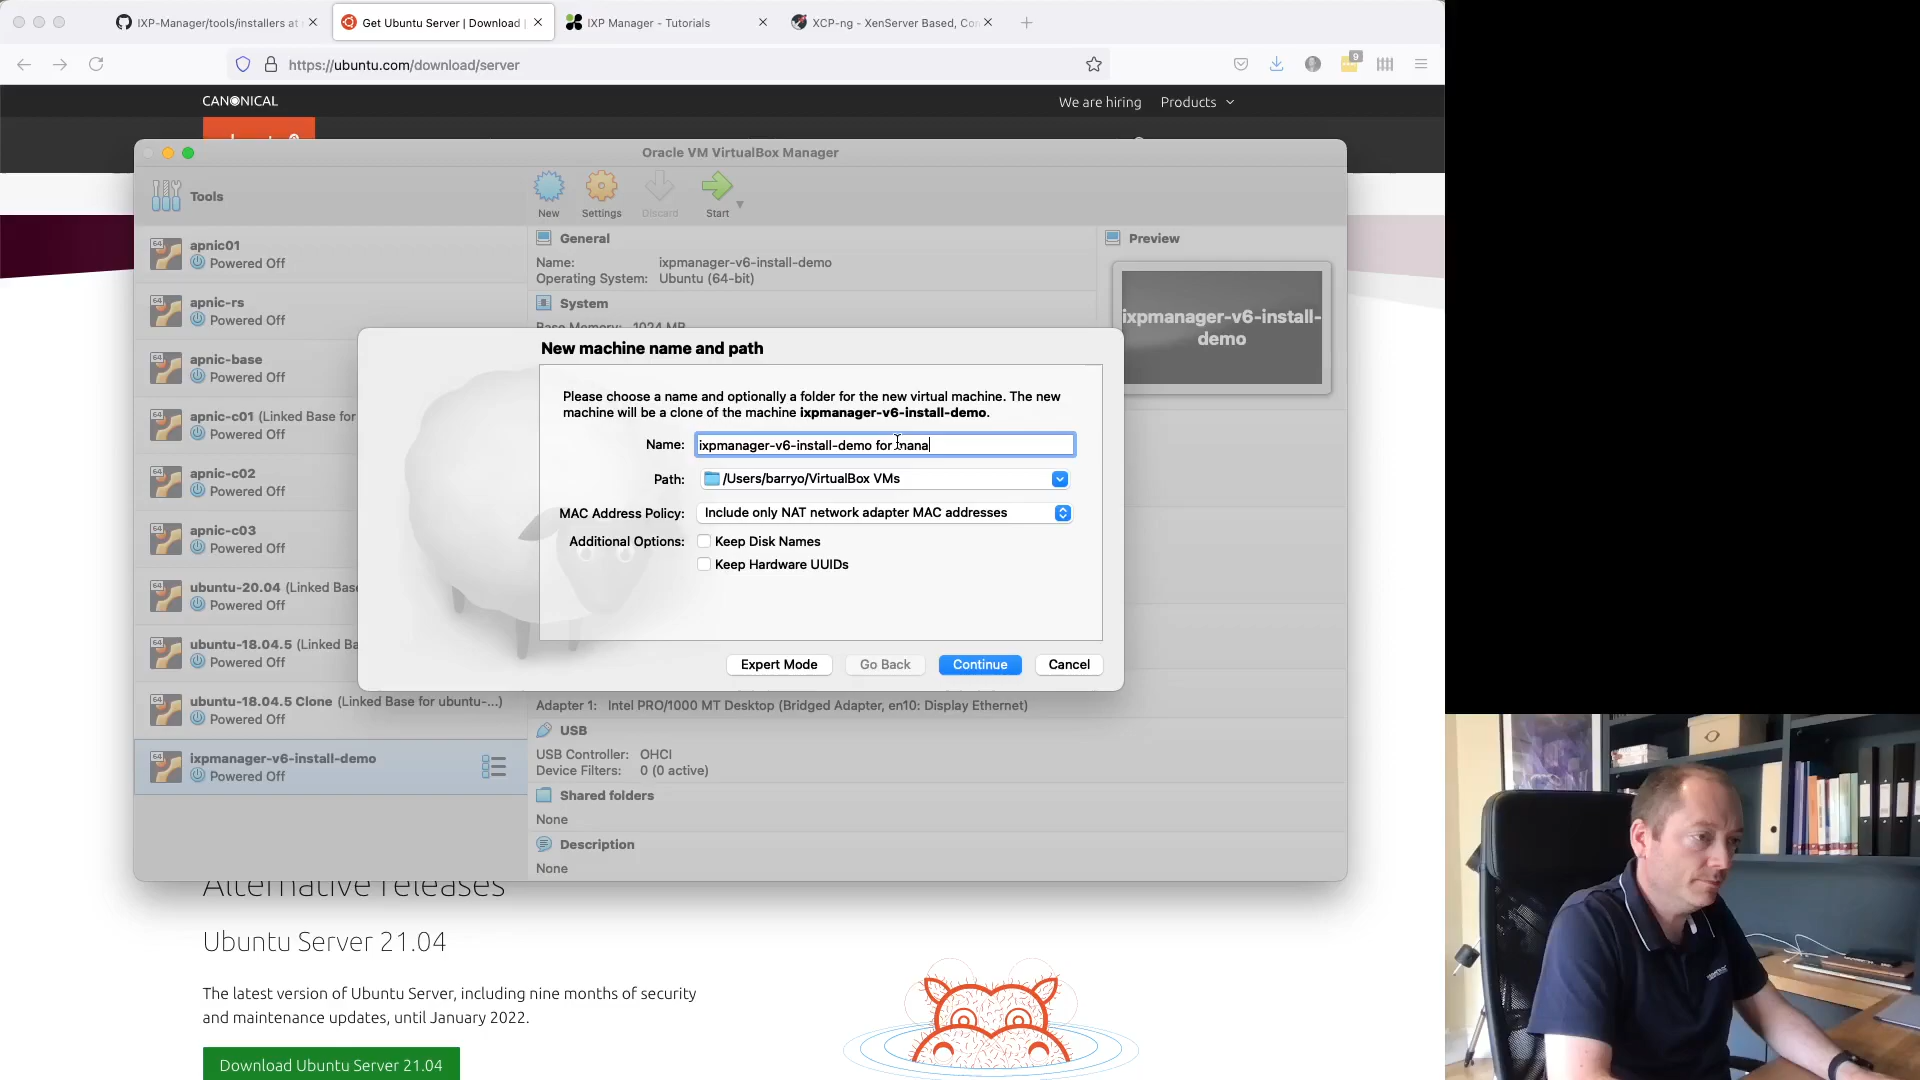 IXP-Manager/tools/installers at
Get Ubuntu Server | Download |
IXP Manager - Tutorials
XCP-ng - XenServer Based, Co
https://ubuntu.com/download/server
9
CANONICAL
We are hiring
Products
Oracle VM VirtualBox Manager
Tools
New
Settings
Discard
Start
apnic01
Powered Off
apnic-rs
Powered Off
apnic-base
Powered Off
apnic-c01 (Linked Base for
Powered Off
apnic-c02
Powered Off
apnic-c03
Powered Off
ubuntu-20.04 (Linked Base
Powered Off
ubuntu-18.04.5 (Linked Ba
Powered Off
ubuntu-18.04.5 Clone (Linked Base for ubuntu-...)
Powered Off
ixpmanager-v6-install-demo
Powered Off
General
Name: ixpmanager-v6-install-demo
Operating System: Ubuntu (64-bit)
System
Base Memory: 1024 MB
Preview
ixpmanager-v6-install-
demo
New machine name and path
Please choose a name and optionally a folder for the new virtual machine. The new
machine will be a clone of the machine ixpmanager-v6-install-demo.
Name: ixpmanager-v6-install-demo for mana
Path: /Users/barryo/VirtualBox VMs
MAC Address Policy: Include only NAT network adapter MAC addresses
Additional Options: Keep Disk Names
Keep Hardware UUIDs
Expert Mode
Go Back
Continue
Cancel
Adapter 1: Intel PRO/1000 MT Desktop (Bridged Adapter, en10: Display Ethernet)
USB
USB Controller: OHCI
Device Filters: 0 (0 active)
Shared folders
None
Description
None
Alternative releases
Ubuntu Server 21.04
The latest version of Ubuntu Server, including nine months of security
and maintenance updates, until January 2022.
Download Ubuntu Server 21.04